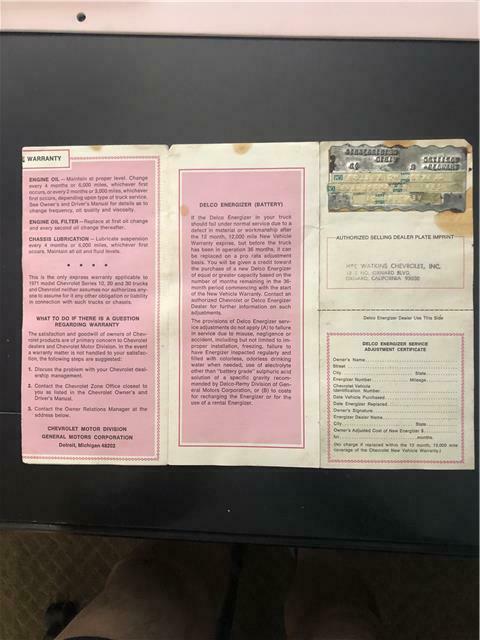 E WARRANTY
ENGINE OIL—Maintain at proper level. Change
every 4 months or 6,000 miles, whichever first
occurs, or every 2 months or 3,000 miles, whichever
first occurs, depending upon type of truck service.
See Owner's and Driver's Manual for details as to
change frequency, oil quality and viscosity.
ENGINE OIL FILTER—Replace at first oil change
and every second oil change thereafter.
CHASSIS LUBRICATION — Lubricate suspension
every 4 months or 6,000 miles, whichever first
occurs. Maintain all oil and fluid levels.
• • • •
This is the only express warranty applicable to
1971 model Chevrolet Series 10, 20 and 30 trucks
and Chevrolet neither assumes nor authorizes any-
one to assume for it any other obligation or liability
in connection with such trucks or chassis.
WHAT TO DO IF THERE IS A QUESTION
REGARDING WARRANTY
The satisfaction and goodwill of owners of Chev-
rolet products are of primary concern to Chevrolet
dealers and Chevrolet Motor Division. In the event
a warranty matter is not handled to your satisfac-
tion, the following steps are suggested:
1. Discuss the problem with your Chevrolet deal-
ership management.
2. Contact the Chevrolet Zone Office closest to
you as listed in the Chevrolet Owner's and
Driver's Manual.
3. Contact the Owner Relations Manager at the
address below.
CHEVROLET MOTOR DIVISION
GENERAL MOTORS CORPORATION
Detroit, Michigan 48202
DELCO ENERGIZER (BATTERY)
If the Delco Energizer in your truck
should fail under normal service due to a
defect in material or workmanship after
the 12 month, 12,000 mile New Vehicle
Warranty expires, but before the truck
has been in operation 36 months, it can
be replaced on a pro rata adjustment
basis. You will be given a credit toward
the purchase of a new Delco Energizer
of equal or greater capacity based on the
number of months remaining in the 36-
month period commencing with the start
of the New Vehicle Warranty. Contact an
authorized Chevrolet or Delco Energizer
Dealer for further information on such
adjustments.
The provisions of Delco Energizer serv-
ice adjustments do not apply (A) to failure
in service due to misuse, negligence or
accident, including but not limited to im-
proper installation, freezing, failure to
have Energizer inspected regularly and
filled with colorless, odorless drinking
water when needed, use of electrolyte
other than "battery grade" sulphuric acid
solution of a specific gravity recom-
mended by Delco-Remy Division of Gen-
eral Motors Corporation, or (B) to costs
for recharging the Energizer or for the
use of a rental Energizer.
AUTHORIZED SELLING DEALER PLATE IMPRINT
WATKINS CHEVROLET, INC.
NO. OXNARD BLVD.
OXNARD, CALIFORNIA 93030
Delco Energizer Dealer Use This Side
DELCO ENERGIZER SERVICE
ADJUSTMENT CERTIFICATE
Owner's Name
Street
City State
Energizer Number Mileage
Chevrolet Vehicle
Identification Number
Date Vehicle Purchased
Date Energizer Replaced
Owner's Signature
Energizer Dealer Name
City State
Owner's Adjusted Cost of New Energizer $
for months.
(No charge if replaced within the 12 month, 12,000 mile
coverage of the Chevrolet New Vehicle Warranty.)